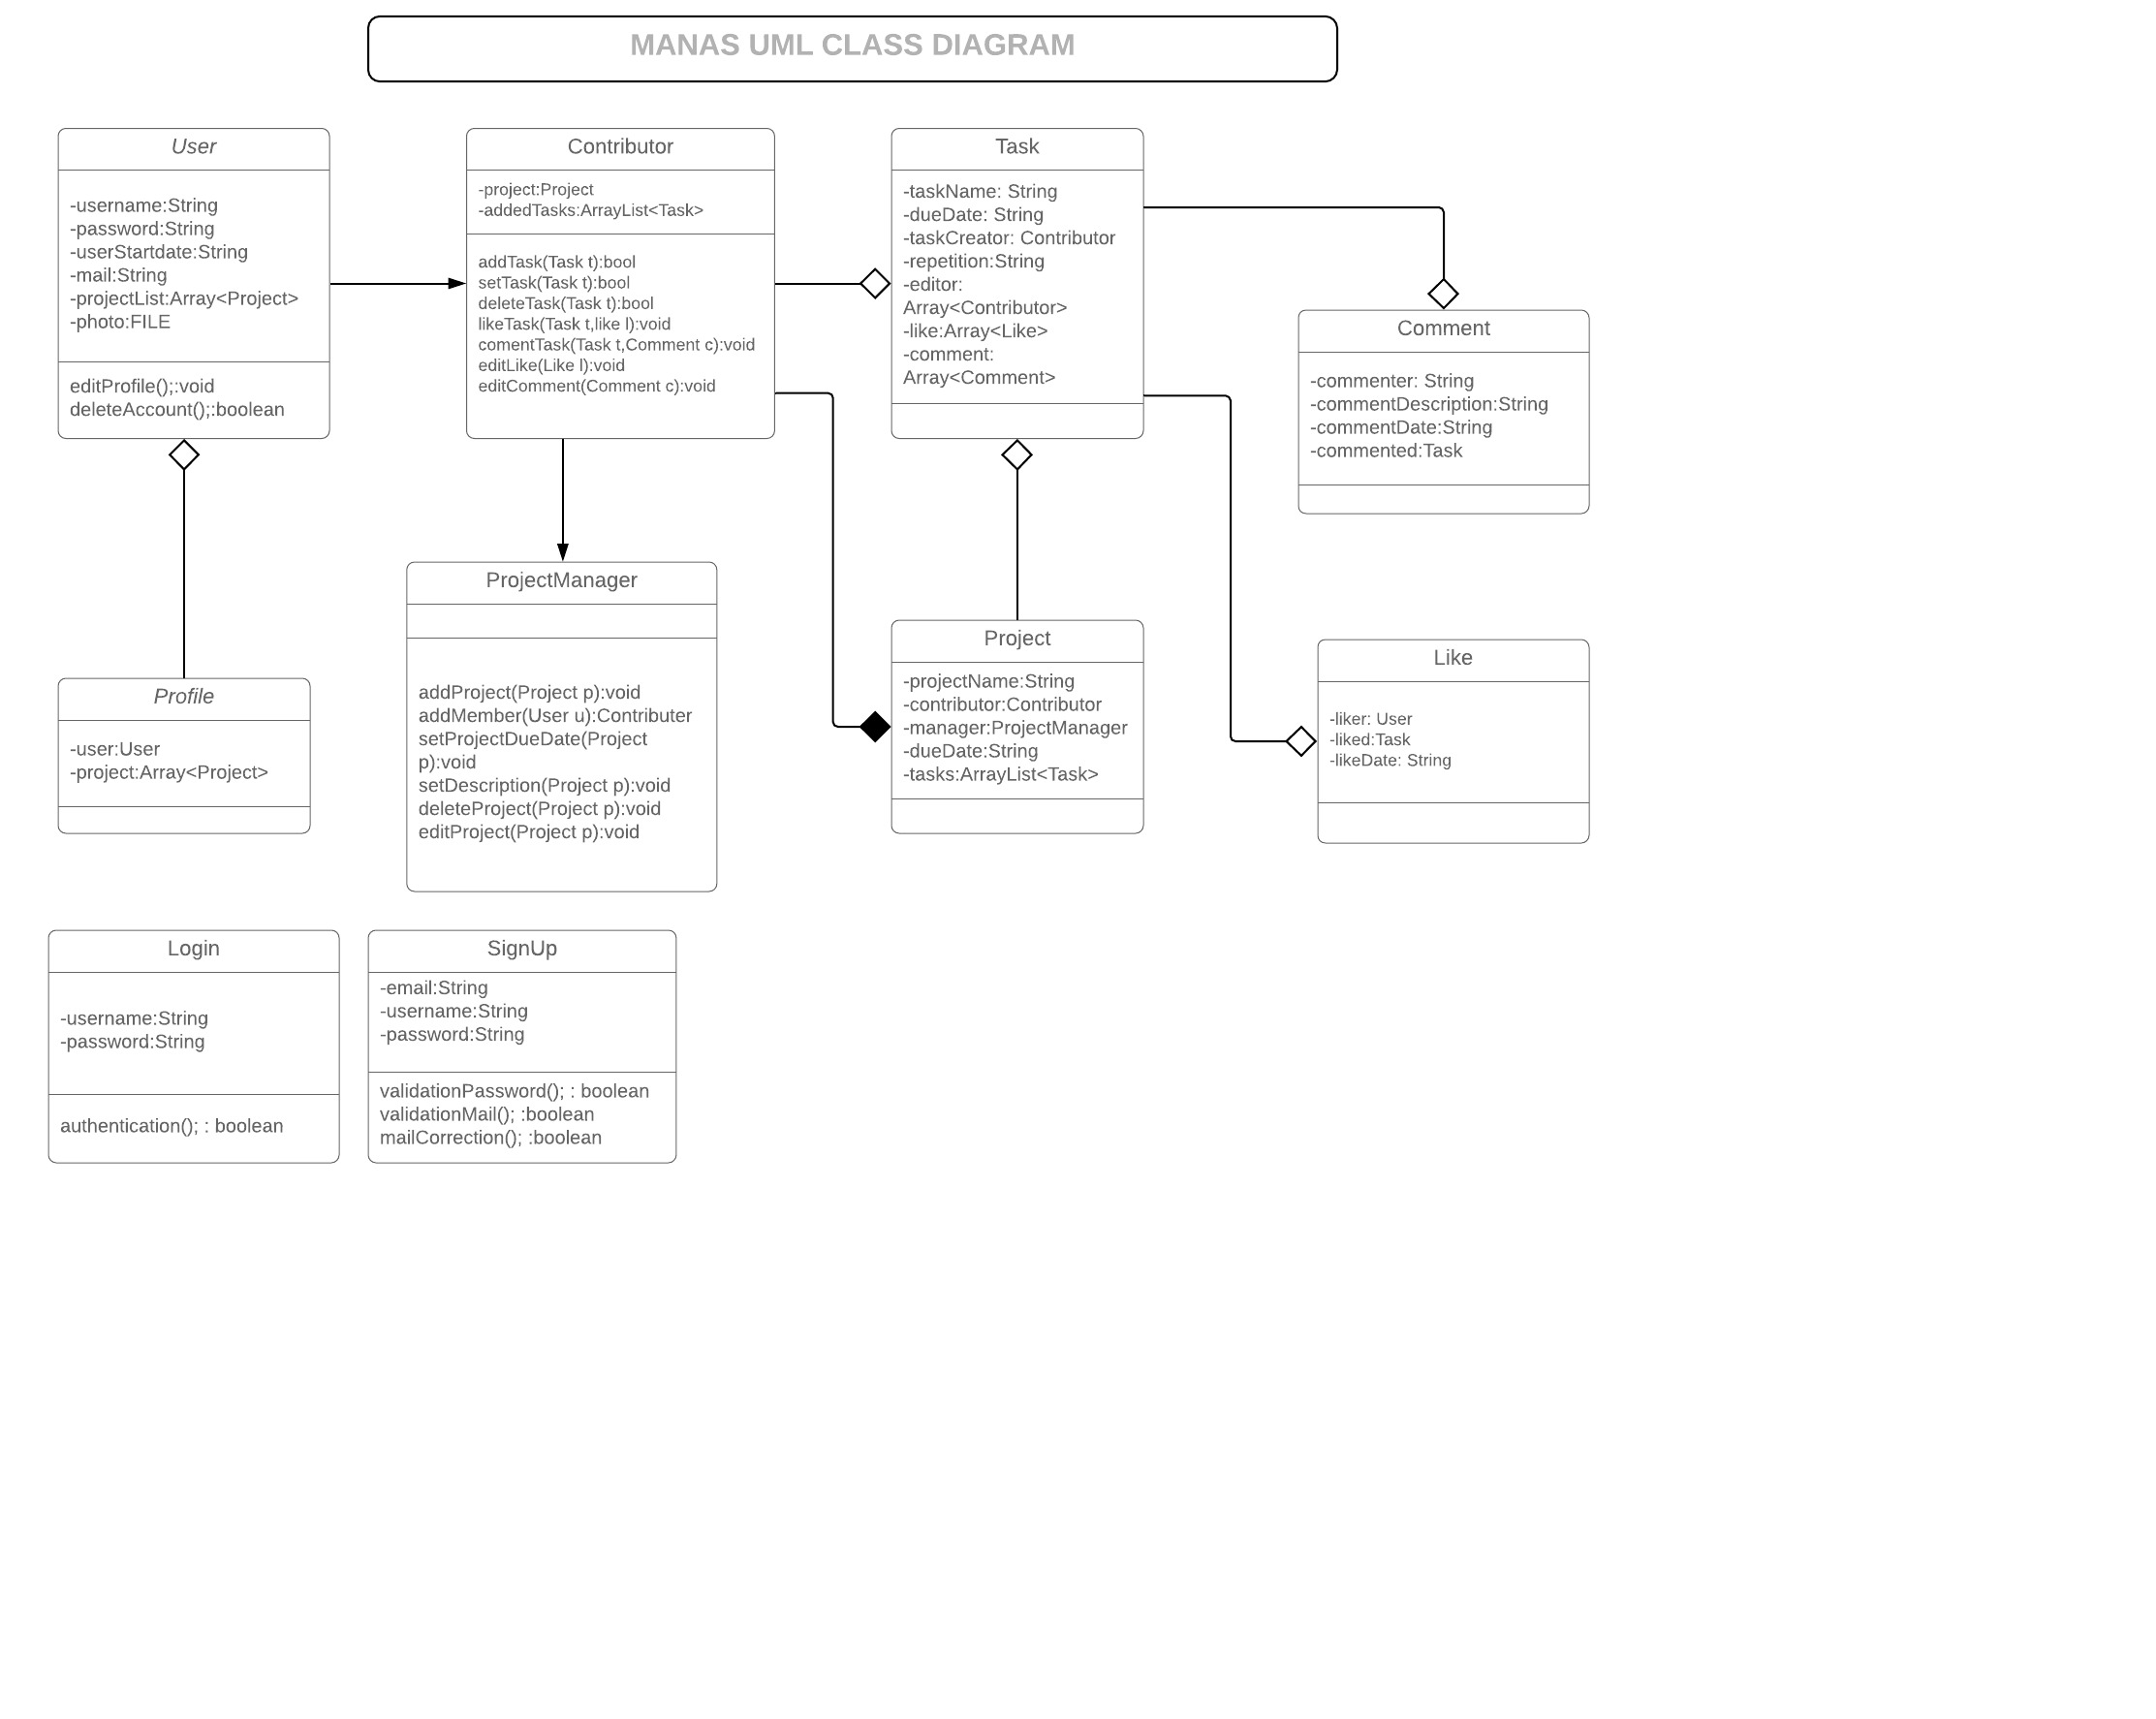 MANAS UML CLASS DIAGRAM
User
-username:String
-password:String
-userStartdate:String
-mail:String
-projectList:Array<Project>
-photo:FILE
editProfile();:void
deleteAccount();:boolean
Contributor
-project:Project
-addedTasks:ArrayList<Task>
addTask(Task t):bool
setTask(Task t):bool
deleteTask(Task t):bool
likeTask(Task t,like l):void
comentTask(Task t,Comment c):void
editLike(Like l):void
editComment(Comment c):void
Task
-taskName: String
-dueDate: String
-taskCreator: Contributor
-repetition:String
-editor:
Array<Contributor>
-like:Array<Like>
-comment:
Array<Comment>
Comment
-commenter: String
-commentDescription:String
-commentDate:String
-commented:Task
Profile
-user:User
-project:Array<Project>
ProjectManager
addProject(Project p):void
addMember(User u):Contributer
setProjectDueDate(Project
p):void
setDescription(Project p):void
deleteProject(Project p):void
editProject(Project p):void
Project
-projectName:String
-contributor:Contributor
-manager:ProjectManager
-dueDate:String
-tasks:ArrayList<Task>
Like
-liker: User
-liked:Task
-likeDate: String
Login
-username:String
-password:String
authentication(); : boolean
SignUp
-email:String
-username:String
-password:String
validationPassword(); : boolean
validationMail(); :boolean
mailCorrection(); :boolean